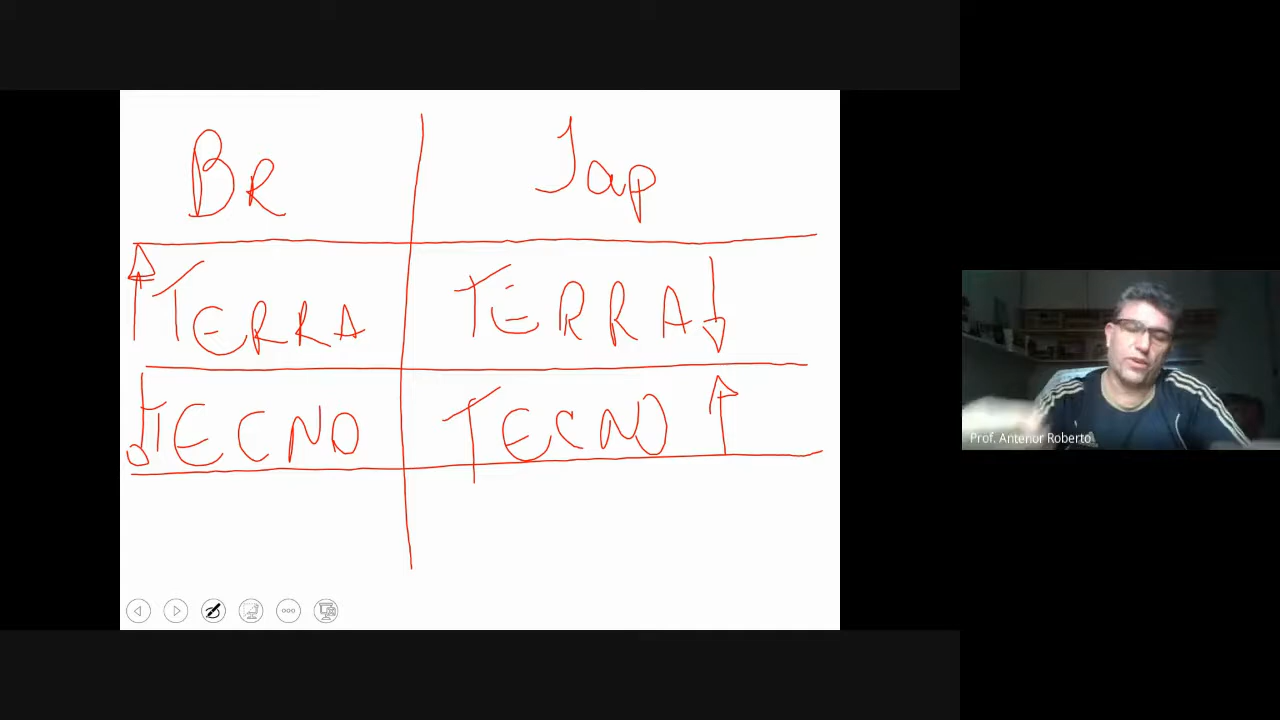 Br Jap
↑ TERRA TERRA ↓
↓ TECNO TECNO ↑
Prof. Antenor Roberto